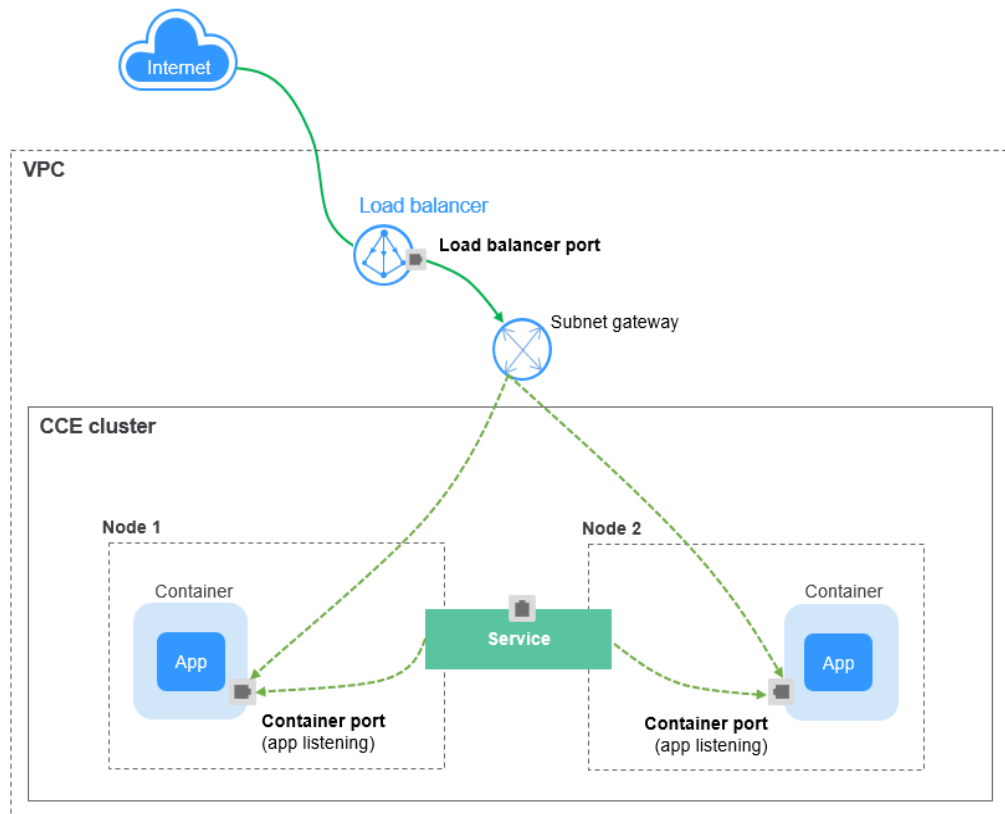 Internet
VPC
Load balancer
Load balancer port
Subnet gateway
CCE cluster
Node 1
Node 2
Container
Container
App
Service
App
Container port
(app listening)
Container port
(app listening)